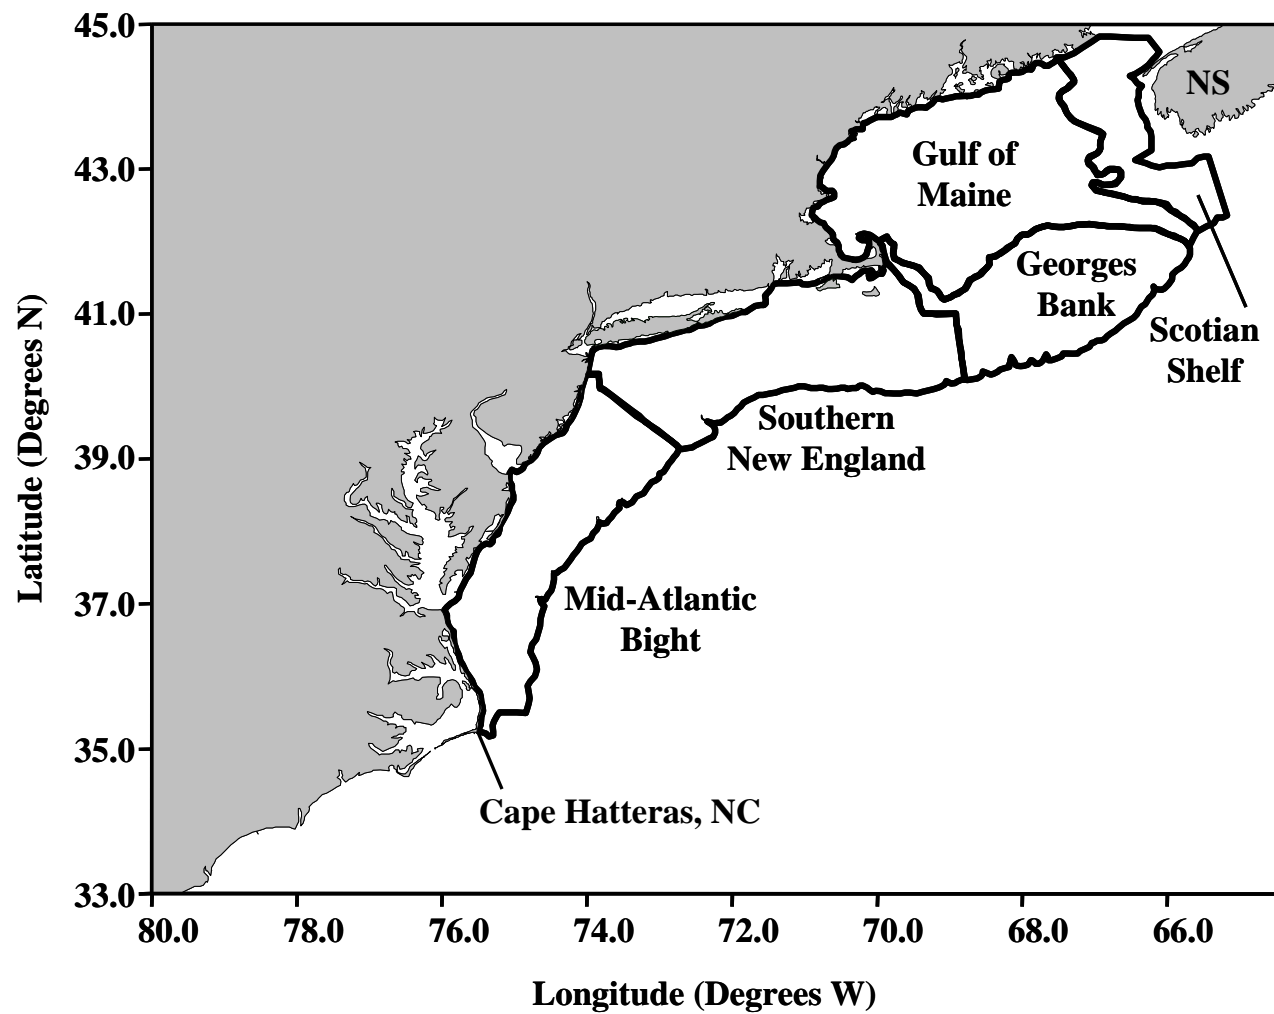 45.0
NS
Gulf of
Maine
43.0
Georges
Bank
41.0
Scotian
Shelf
Southern
New England
39.0
Latitude (Degrees N)
37.0
Mid-Atlantic
Bight
35.0
Cape Hatteras, NC
33.0
80.0 78.0 76.0 74.0 72.0 70.0 68.0 66.0
Longitude (Degrees W)